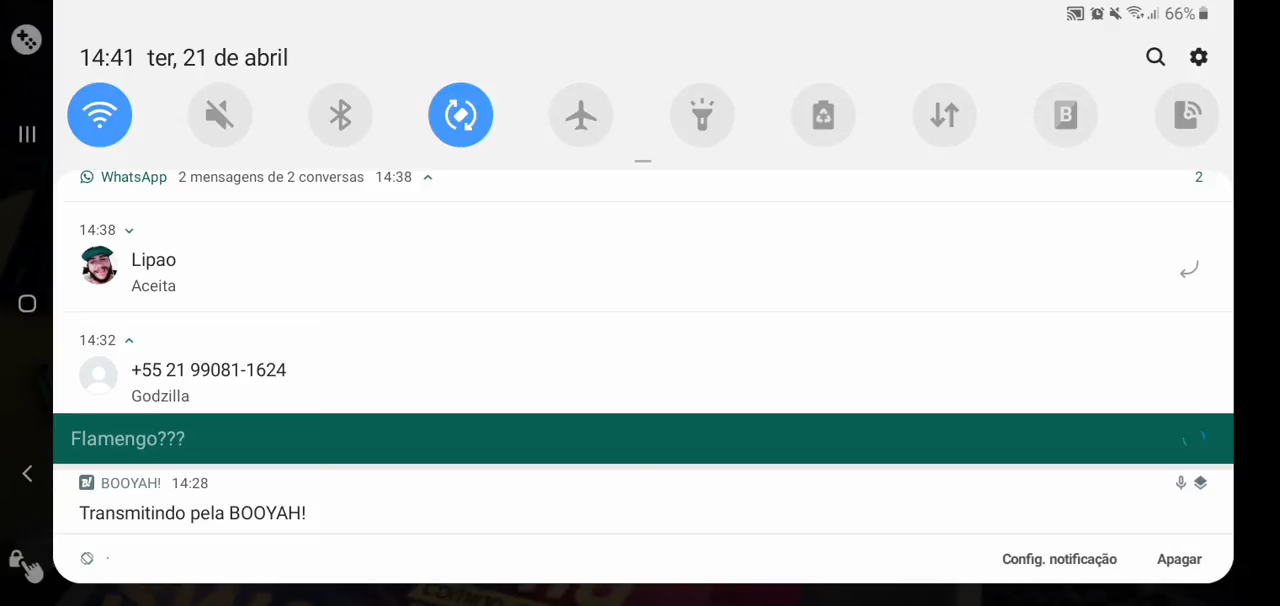 66%
14:41 ter, 21 de abril
B
WhatsApp 2 mensagens de 2 conversas 14:38 2
14:38
Lipao
Aceita
14:32
+55 21 99081-1624
Godzilla
Flamengo???
B! BOOYAH! 14:28
Transmitindo pela BOOYAH!
Config. notificação Apagar